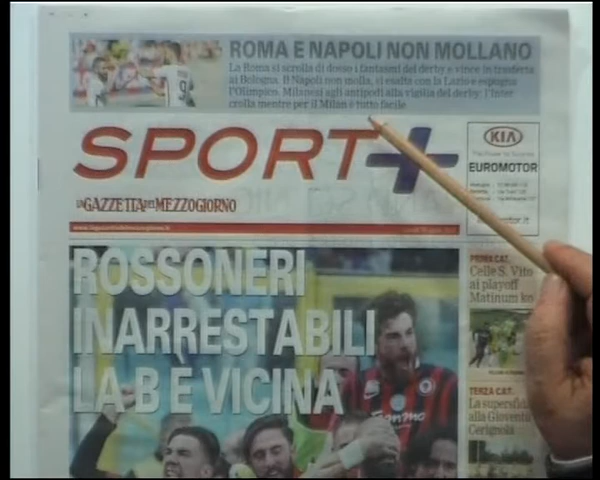 ROMA E NAPOLI NON MOLLANO
La Roma si scrolla di dosso i fantasmi del derby e vince in trasferta
a Bologna. Il Napoli non molla, si esalta con la Lazio e espugna
l'Olimpico. Milanesi agli antipodi alla vigilia del derby: l'Inter
crolla mentre per il Milan è tutto facile
SPORT+
LA GAZZETTA DEL MEZZOGIORNO
KIA
EUROMOTOR
ROSSONERI
INARRESTABILI
LA B È VICINA
PRIMA CAT.
Celle S. Vito
ai playoff
Matinum ko
TERZA CAT.
La supersfida
alla Gioventù
Cerignola